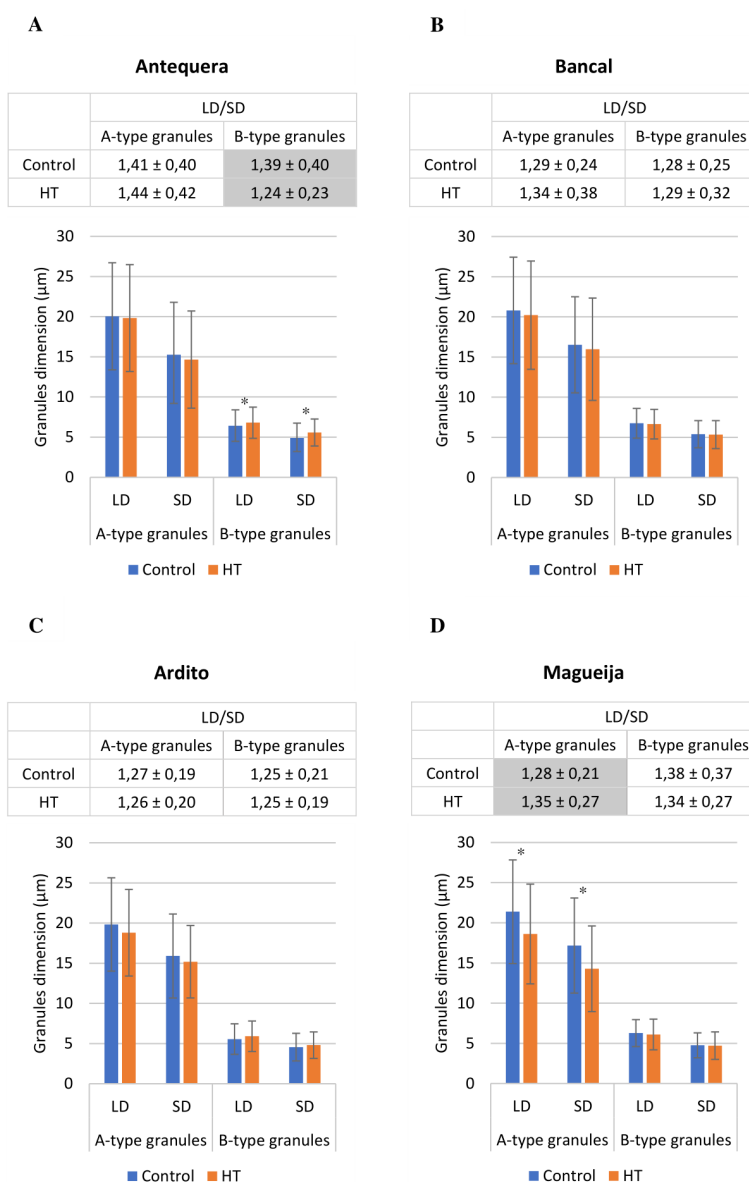 A
Antequera
LD/SD
A-type granules B-type granules
Control 1,41 ± 0,40 1,39 ± 0,40
HT 1,44 ± 0,42 1,24 ± 0,23
Granules dimension (µm)
30
25
20
15
10
5
0
* *
LD SD LD SD
A-type granules B-type granules
Control HT
B
Bancal
LD/SD
A-type granules B-type granules
Control 1,29 ± 0,24 1,28 ± 0,25
HT 1,34 ± 0,38 1,29 ± 0,32
Granules dimension (µm)
30
25
20
15
10
5
0
LD SD LD SD
A-type granules B-type granules
Control HT
C
Ardito
LD/SD
A-type granules B-type granules
Control 1,27 ± 0,19 1,25 ± 0,21
HT 1,26 ± 0,20 1,25 ± 0,19
Granules dimension (µm)
30
25
20
15
10
5
0
LD SD LD SD
A-type granules B-type granules
Control HT
D
Magueija
LD/SD
A-type granules B-type granules
Control 1,28 ± 0,21 1,38 ± 0,37
HT 1,35 ± 0,27 1,34 ± 0,27
Granules dimension (µm)
30
25
20
15
10
5
0
* *
LD SD LD SD
A-type granules B-type granules
Control HT